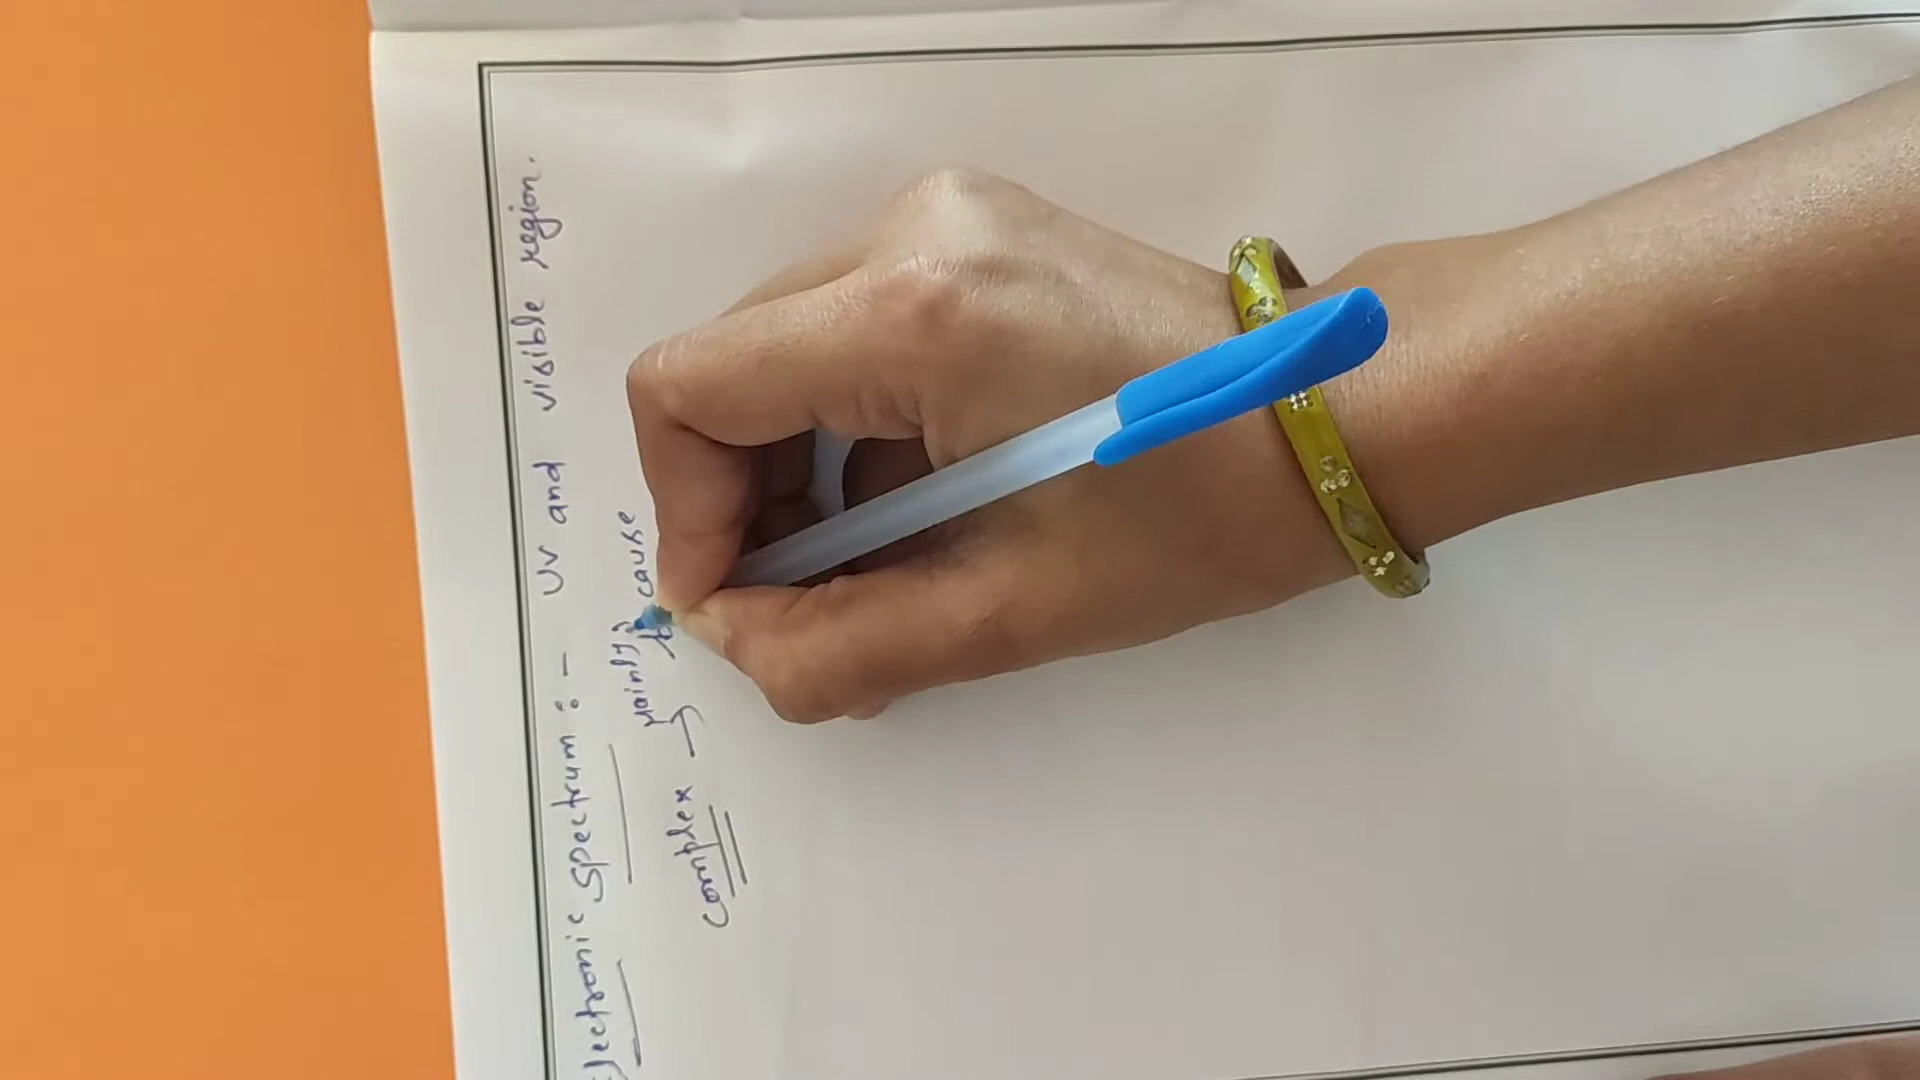 Electronic Spectrum :- UV and visible region.
Mainly
complex → cause